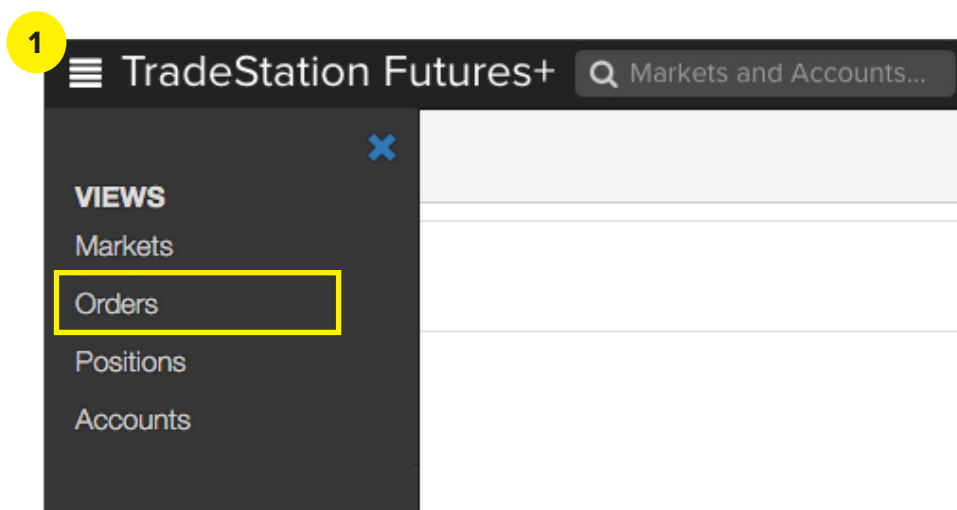 1
TradeStation Futures+
Markets and Accounts...
VIEWS
Markets
Orders
Positions
Accounts